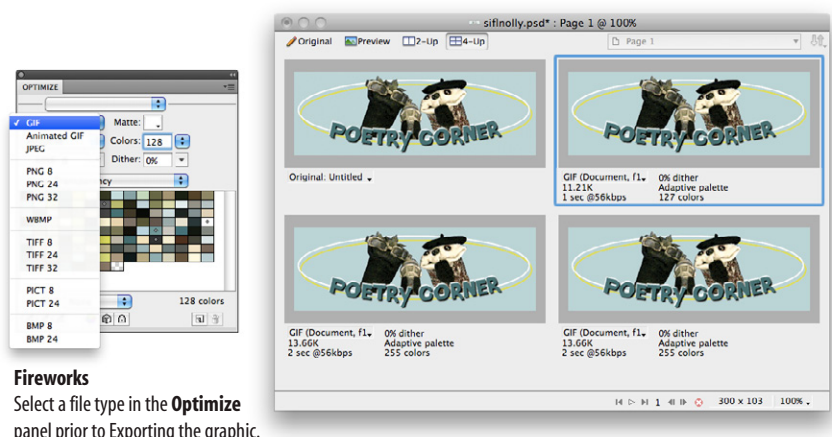 siflnolly.psd* : Page 1 @ 100%
Original
Preview
2-Up
4-Up
Page 1
OPTIMIZE
GIF
Animated GIF
JPEG
PNG 8
PNG 24
PNG 32
WBMP
TIFF 8
TIFF 24
TIFF 32
PICT 8
PICT 24
BMP 8
BMP 24
Matte:
Colors: 128
Dither: 0%
128 colors
POETRY CORNER
Original: Untitled
POETRY CORNER
GIF (Document, f1
11.21K
1 sec @56kbps
0% dither
Adaptive palette
127 colors
POETRY CORNER
GIF (Document, f1
13.66K
2 sec @56kbps
0% dither
Adaptive palette
255 colors
POETRY CORNER
GIF (Document, f1
13.66K
2 sec @56kbps
0% dither
Adaptive palette
255 colors
1
300 x 103
100%
Fireworks
Select a file type in the Optimize
panel prior to Exporting the graphic.